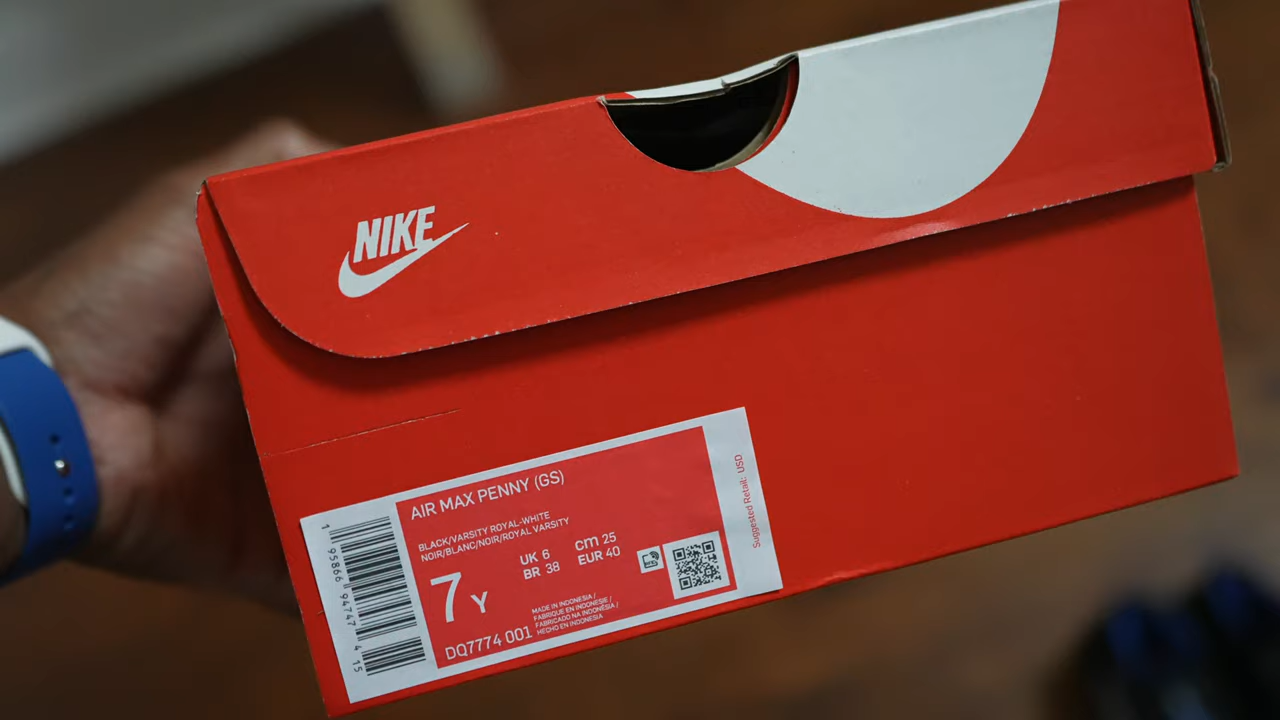 NIKE
AIR MAX PENNY (GS)
BLACK/VARSITY ROYAL-WHITE
NOIR/BLANC/NOIR/ROYAL VARSITY
UK 6 cm 25
BR 38 EUR 40
7 Y
MADE IN INDONESIA /
FABRIQUE EN INDONESIE /
FABRICADO NA INDONÉSIA /
HECHO EN INDONESIA
DQ7774 001
1 95866 94747 4 15
Suggested Retail: USD